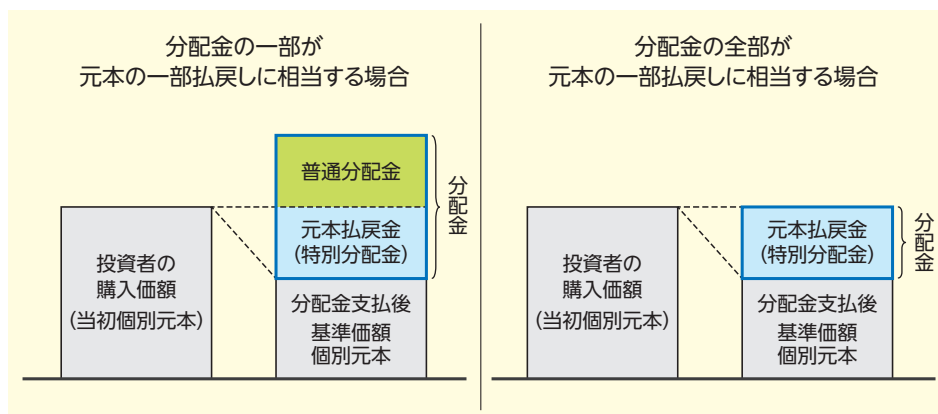 分配金の一部が
元本の一部払戻しに相当する場合
普通分配金
元本払戻金
(特別分配金)
分配金
投資者の
購入価額
(当初個別元本)
分配金支払後
基準価額
個別元本
分配金の全部が
元本の一部払戻しに相当する場合
元本払戻金
(特別分配金)
分配金
投資者の
購入価額
(当初個別元本)
分配金支払後
基準価額
個別元本